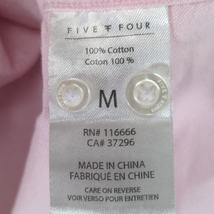 FIVE FOUR
100% Cotton
Coton 100 %
M
RN# 116666
CA# 37296
MADE IN CHINA
FABRIQUÉ EN CHINE
CARE ON REVERSE
VOIR VERSO POUR ENTRETIEN